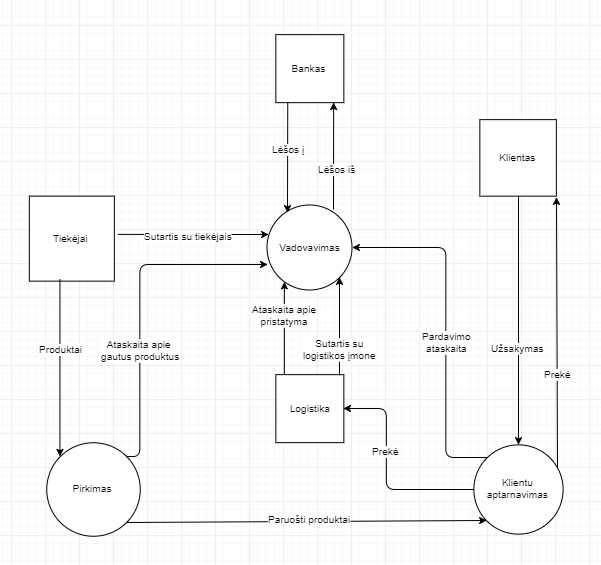 Bankas
Lėšos į
Lėšos iš
Klientas
Tiekėjai
Sutartis su tiekėjais
Vadovavimas
Ataskaita apie
pristatyma
Produktai
Ataskaita apie
gautus produktus
Sutartis su
logistikos įmone
Pardavimo
ataskaita
Užsakymas
Prekė
Logistika
Prekė
Pirkimas
Klientu
aptarnavimas
Paruošti produktai